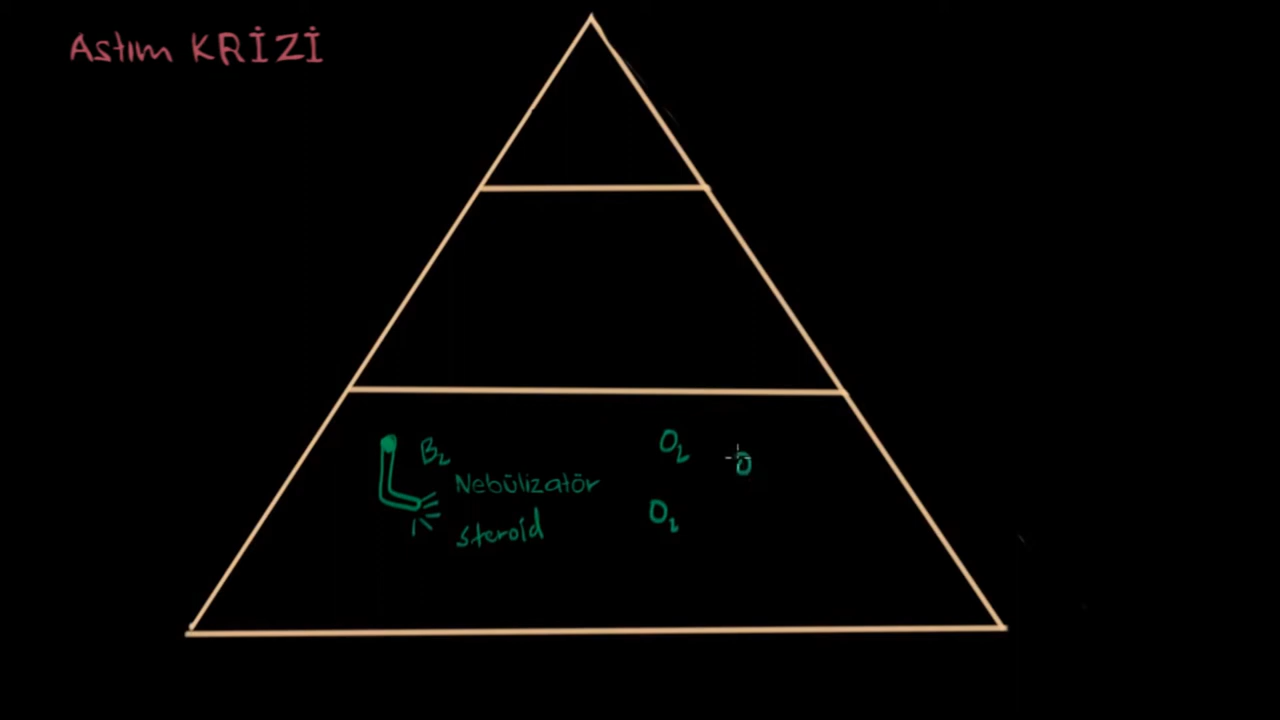 Astım KRİZİ
B₂
Nebülizatör
steroid
O₂
O
O₂